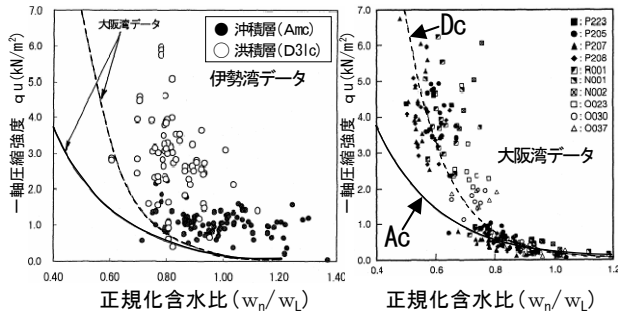 大阪湾データ
沖積層(Amc)
洪積層(D3lc)
伊勢湾データ
一軸圧縮強度 qu(kN/m²)
7.0
6.0
5.0
4.0
3.0
2.0
1.0
0.0
0.40
0.60
0.80
1.00
1.20
1.40
正規化含水比(wn/wL)
Dc
P223
P205
P207
P208
R001
N001
N002
O023
O030
O037
大阪湾データ
Ac
一軸圧縮強度 qu(kN/m²)
7.0
6.0
5.0
4.0
3.0
2.0
1.0
0.0
0.4
0.6
0.8
1.0
1.2
正規化含水比(wn/wL)